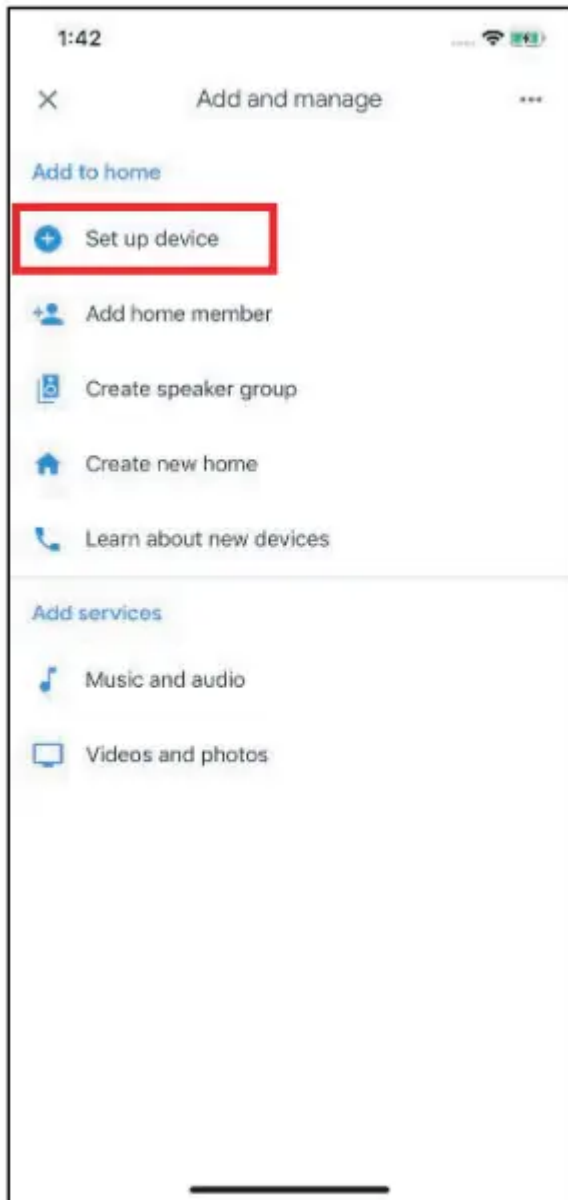 1:42
Add and manage
Add to home
Set up device
Add home member
Create speaker group
Create new home
Learn about new devices
Add services
Music and audio
Videos and photos